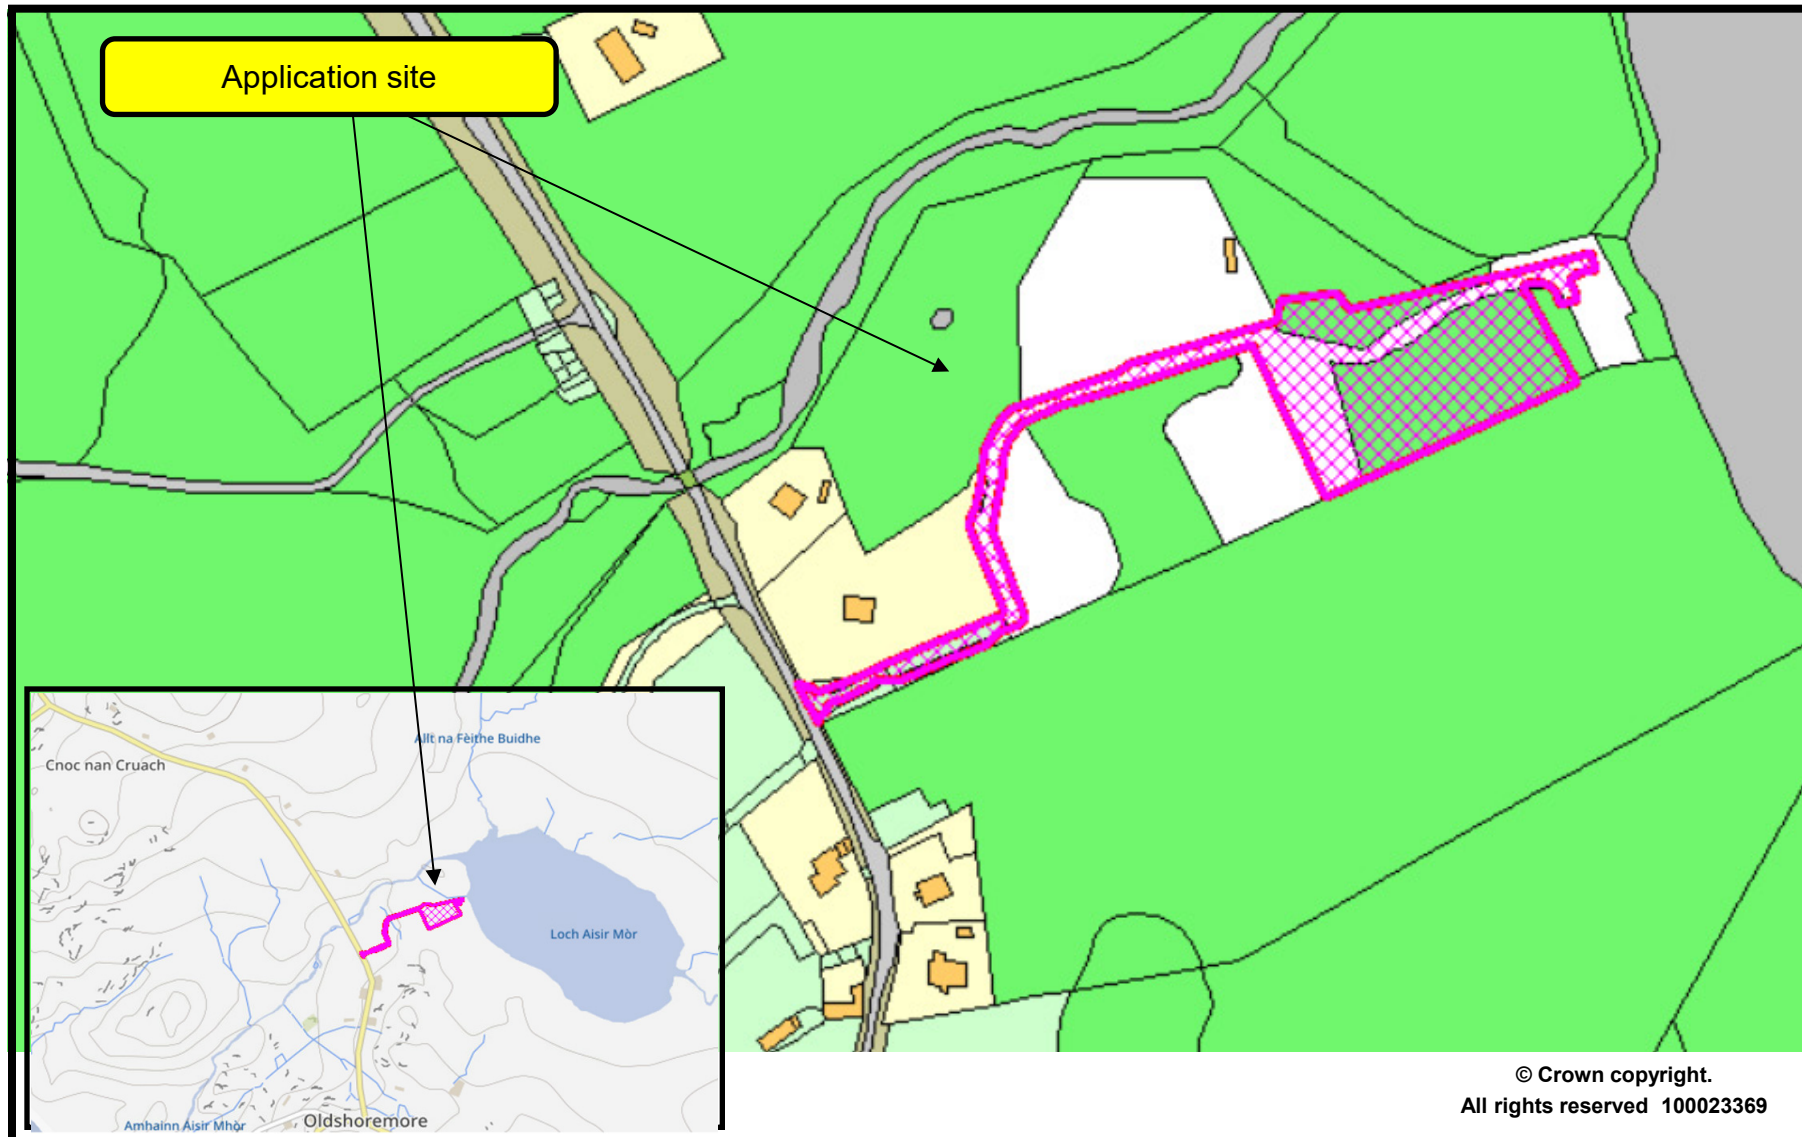 Application site
Allt na Fèithe Buidhe
Cnoc nan Cruach
Loch Aisir Mòr
Oldshoremore
Amhainn Aisir Mhòr
© Crown copyright.
All rights reserved 100023369